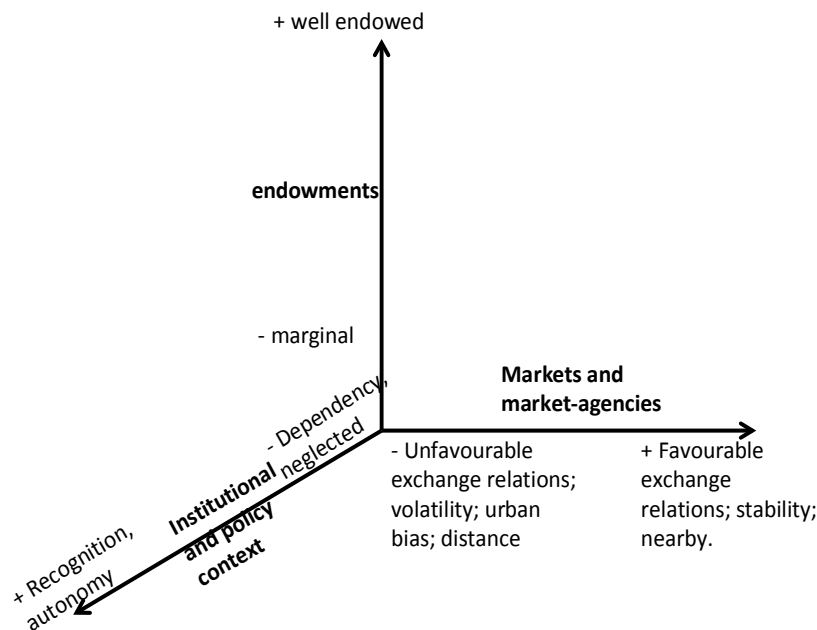 + well endowed
endowments
- marginal
- Dependency,
neglected
Institutional
and policy
context
+ Recognition,
autonomy
Markets and
market-agencies
- Unfavourable
exchange relations;
volatility; urban
bias; distance
+ Favourable
exchange
relations; stability;
nearby.